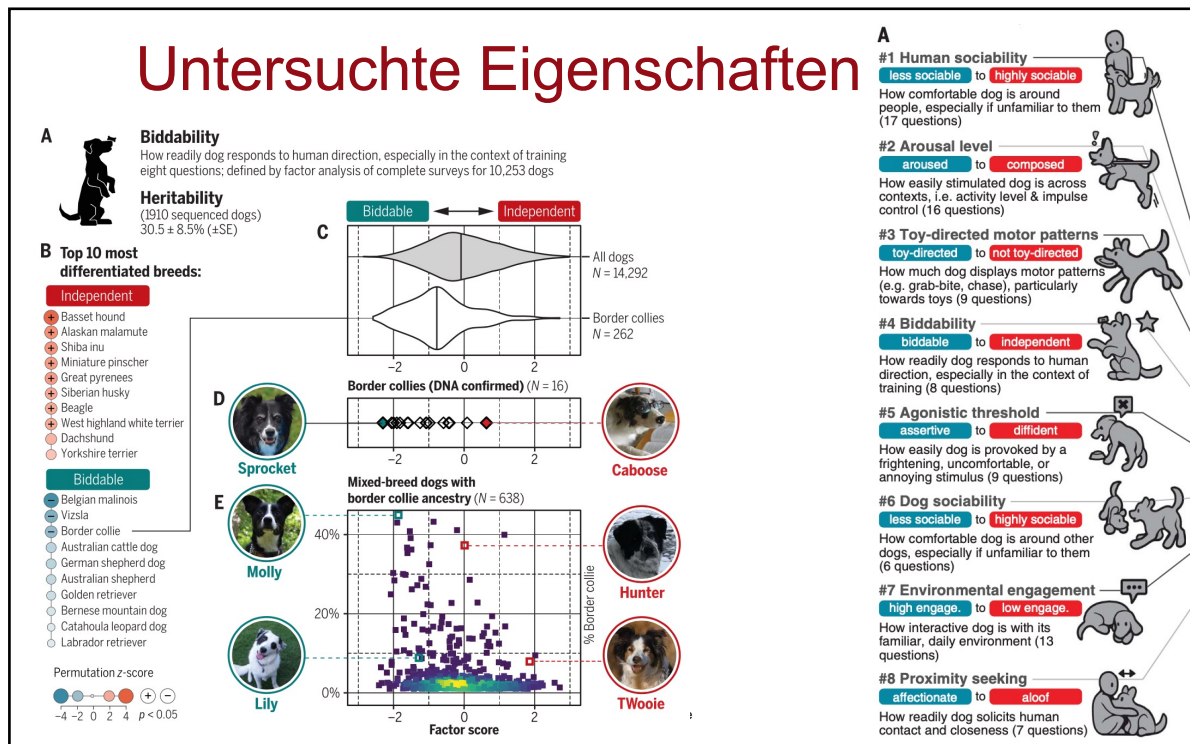 Untersuchte Eigenschaften
A
Biddability
How readily dog responds to human direction, especially in the context of training
eight questions; defined by factor analysis of complete surveys for 10,253 dogs
Heritability
(1910 sequenced dogs)
30.5 ± 8.5% (±SE)
B Top 10 most
differentiated breeds:
Independent
+ Basset hound
+ Alaskan malamute
+ Shiba inu
+ Miniature pinscher
+ Great pyrenees
+ Siberian husky
+ Beagle
+ West highland white terrier
Dachshund
Yorkshire terrier
Biddable
− Belgian malinois
− Vizsla
− Border collie
Australian cattle dog
German shepherd dog
Australian shepherd
Golden retriever
Bernese mountain dog
Catahoula leopard dog
Labrador retriever
Permutation z-score
+ −
−4 −2 0 2 4 p < 0.05
Biddable Independent
C
All dogs
N = 14,292
Border collies
N = 262
−2 0 2
Border collies (DNA confirmed) (N = 16)
D
Sprocket
Caboose
−2 0 2
Mixed-breed dogs with
border collie ancestry (N = 638)
E
40%
20%
0%
% Border collie
Molly
Hunter
Lily
TWooie
−2 0 2
Factor score
A
#1 Human sociability
less sociable to highly sociable
How comfortable dog is around
people, especially if unfamiliar to them
(17 questions)
#2 Arousal level
!
aroused to composed
How easily stimulated dog is across
contexts, i.e. activity level & impulse
control (16 questions)
#3 Toy-directed motor patterns
toy-directed to not toy-directed
How much dog displays motor patterns
(e.g. grab-bite, chase), particularly
towards toys (9 questions)
#4 Biddability
biddable to independent
How readily dog responds to human
direction, especially in the context of
training (8 questions)
#5 Agonistic threshold
assertive to diffident
How easily dog is provoked by a
frightening, uncomfortable, or
annoying stimulus (9 questions)
#6 Dog sociability
less sociable to highly sociable
How comfortable dog is around other
dogs, especially if unfamiliar to them
(6 questions)
#7 Environmental engagement
high engage. to low engage.
How interactive dog is with its
familiar, daily environment (13
questions)
#8 Proximity seeking
affectionate to aloof
How readily dog solicits human
contact and closeness (7 questions)